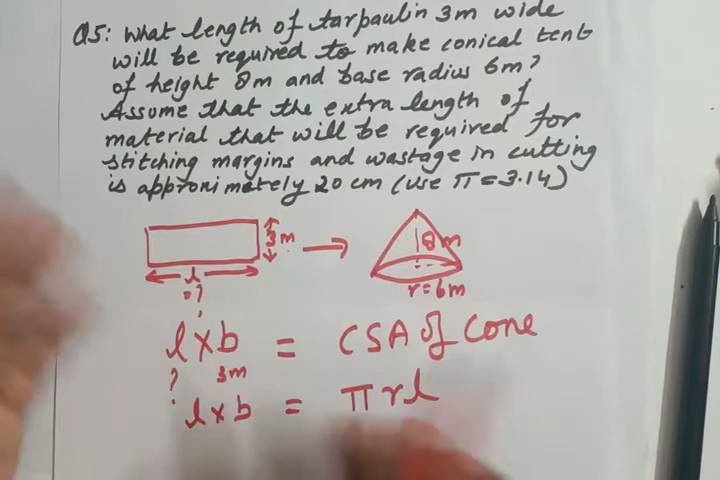 Q5: What length of tarpaulin 3m wide
will be required to make conical tent
of height 8m and base radius 6m?
Assume that the extra length of
material that will be required for
stitching margins and wastage in cutting
is approximately 20 cm (use π = 3.14)
3m
8m
l
?
r = 6m
l × b = CSA of Cone
? 3m
l × b = π r l